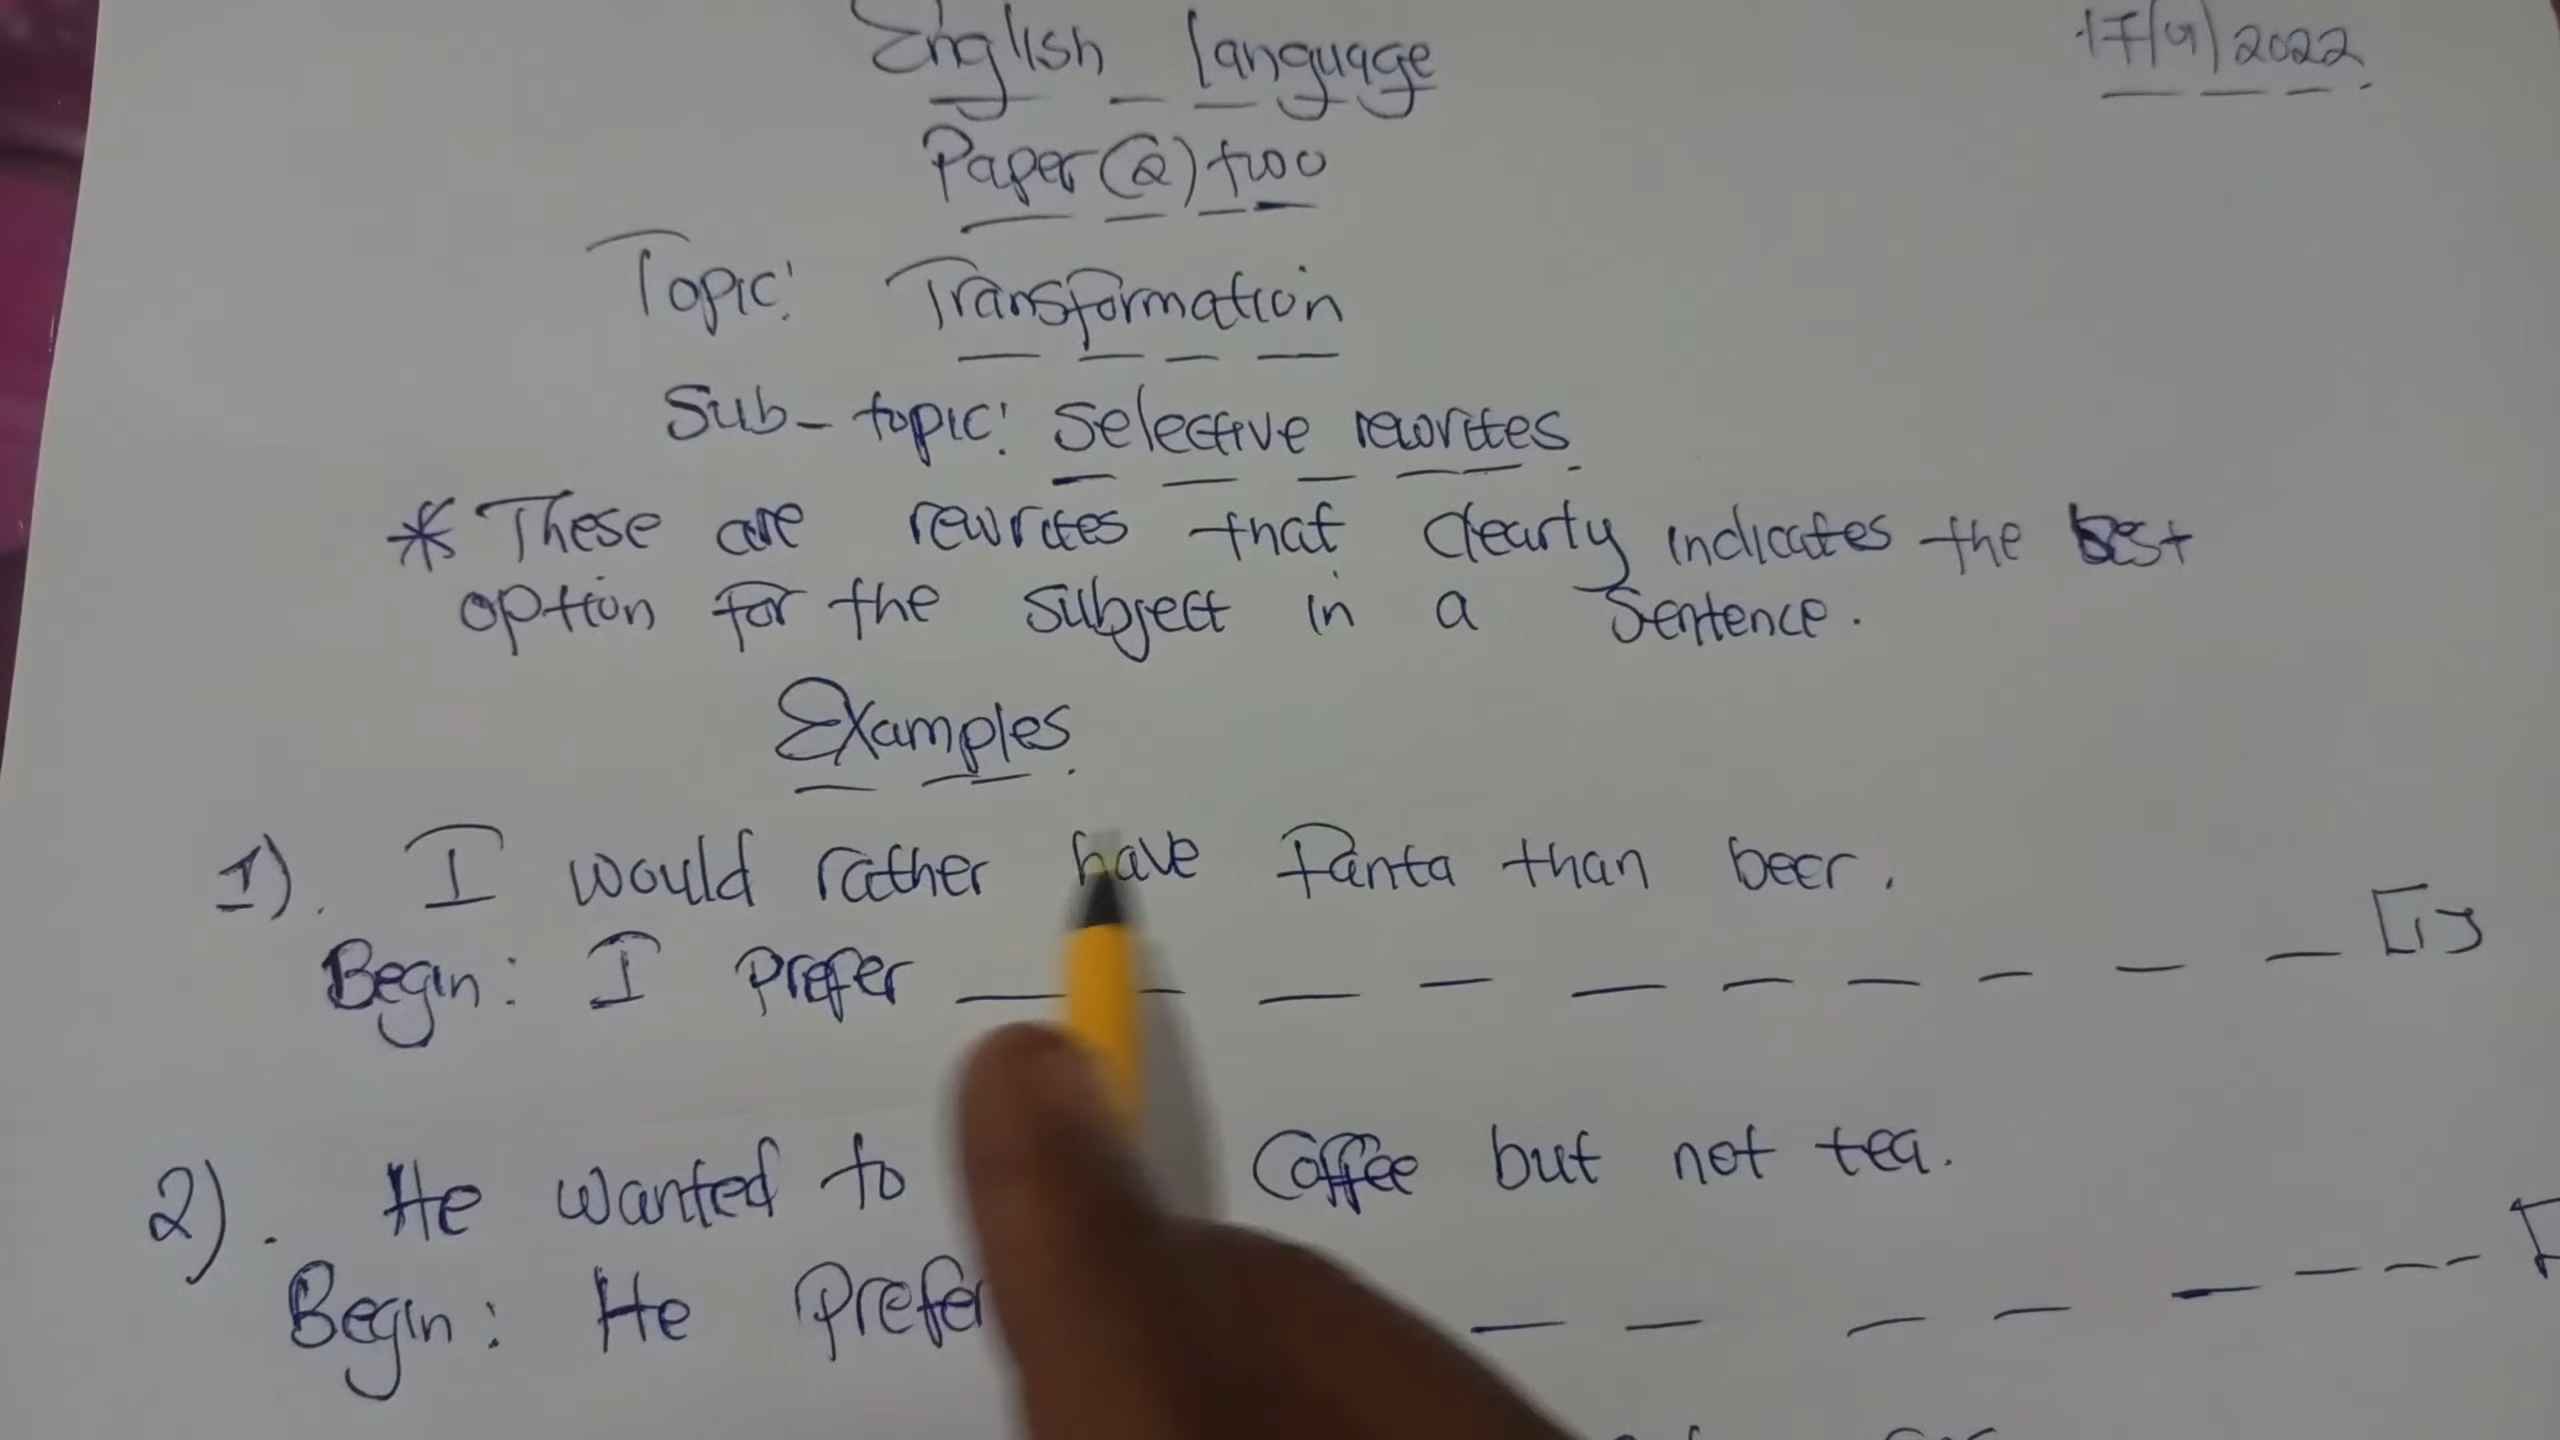 English Language
17/9/2022
Paper (2) two
Topic: Transformation
Sub-topic: Selective rewrites.
* These are rewrites that clearly indicates the best
option for the subject in a sentence.
Examples.
1). I would rather have Fanta than beer.
Begin: I prefer _ _ _ _ _ _ _ _ _ _ [1]
2). He wanted to Coffee but not tea.
Begin: He Prefer _ _ _ _ _ _ _ _